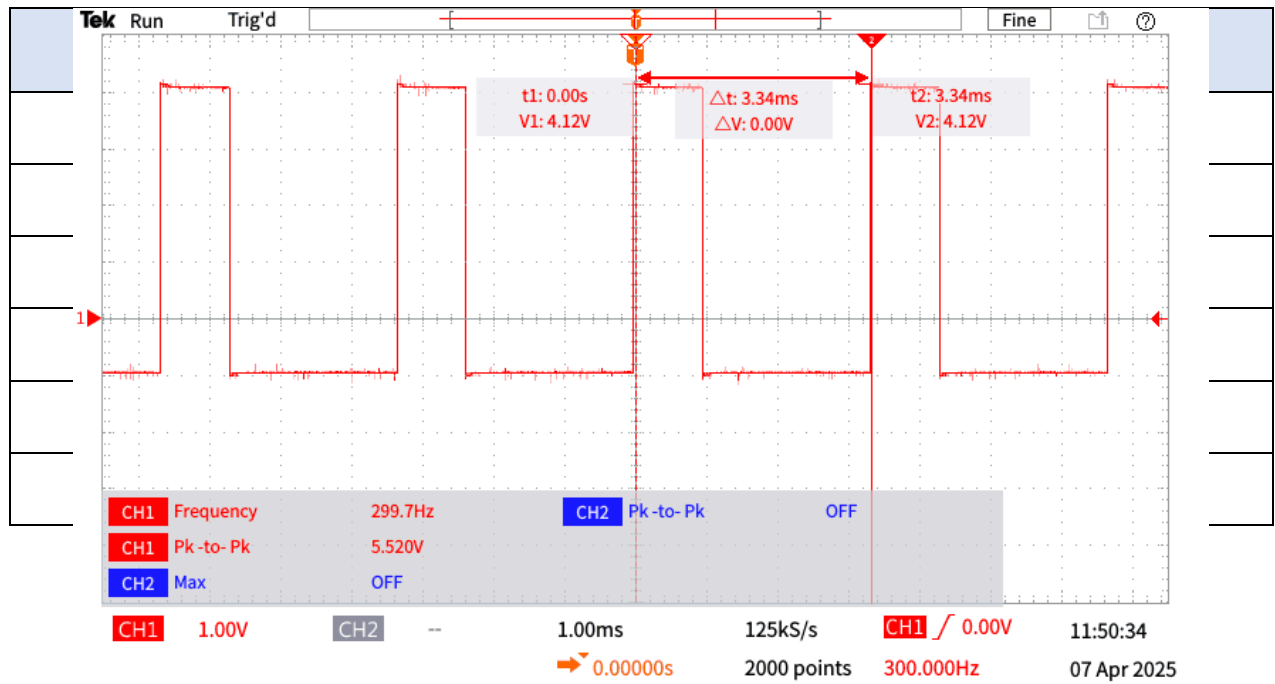 Tek Run Trig'd Fine ?
1
2
t1: 0.00s △t: 3.34ms t2: 3.34ms
V1: 4.12V △V: 0.00V V2: 4.12V
1
CH1 Frequency 299.7Hz CH2 Pk -to- Pk OFF
CH1 Pk -to- Pk 5.520V
CH2 Max OFF
CH1 1.00V CH2 -- 1.00ms 125kS/s CH1 0.00V 11:50:34
0.00000s 2000 points 300.000Hz 07 Apr 2025